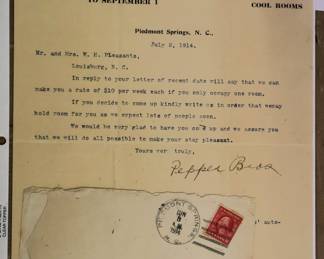 TO SEPTEMBER 1
COOL ROOMS
Piedmont Springs, N. C.,
July 2, 1914.
Mr. and Mrs. W. H. Pleasants,
Louisburg, N. C.
In reply to your letter of recent date will say that we can
make you a rate of $10 per week each if you only occupy one room.
If you decide to come up kindly write us in order that we may
hold room for you as we expect lots of people soon.
We would be very glad to have you come up and we assure you
that we will do all possible to make your stay pleasant.
Yours very truly,
Pepper Bros
PIEDMONT SPRINGS
1914
auto-